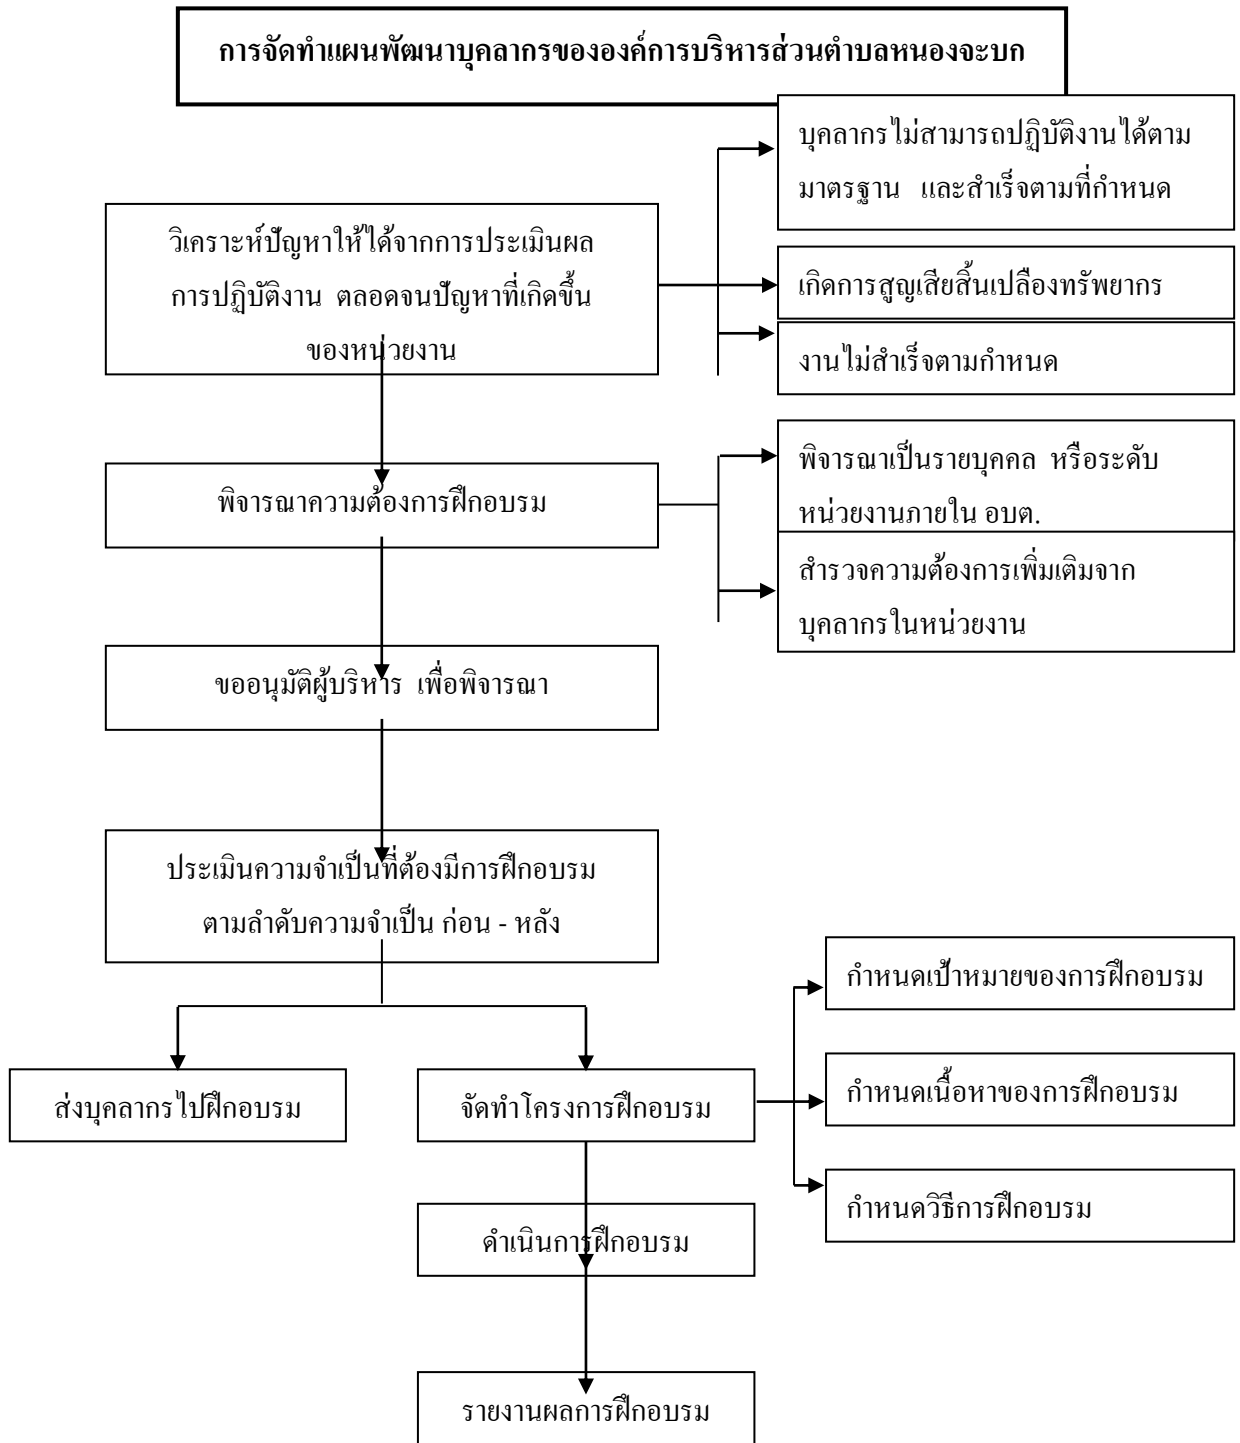 การจัดทำแผนพัฒนาบุคลากรขององค์การบริหารส่วนตำบลหนองจะบก
บุคลากรไม่สามารถปฏิบัติงานได้ตาม
มาตรฐาน และสำเร็จตามที่กำหนด
วิเคราะห์ปัญหาให้ได้จากการประเมินผล
การปฏิบัติงาน ตลอดจนปัญหาที่เกิดขึ้น
ของหน่วยงาน
เกิดการสูญเสียสิ้นเปลืองทรัพยากร
งานไม่สำเร็จตามกำหนด
พิจารณาความต้องการฝึกอบรม
พิจารณาเป็นรายบุคคล หรือระดับ
หน่วยงานภายใน อบต.
สำรวจความต้องการเพิ่มเติมจาก
บุคลากรในหน่วยงาน
ขออนุมัติผู้บริหาร เพื่อพิจารณา
ประเมินความจำเป็นที่ต้องมีการฝึกอบรม
ตามลำดับความจำเป็น ก่อน - หลัง
ส่งบุคลากรไปฝึกอบรม
จัดทำโครงการฝึกอบรม
กำหนดเป้าหมายของการฝึกอบรม
กำหนดเนื้อหาของการฝึกอบรม
กำหนดวิธีการฝึกอบรม
ดำเนินการฝึกอบรม
รายงานผลการฝึกอบรม